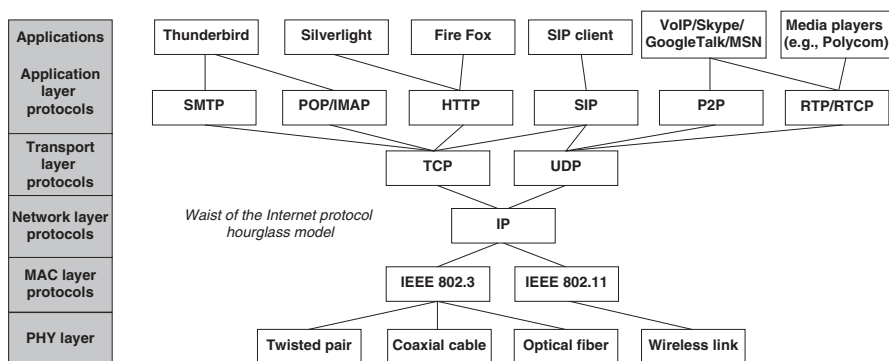 Applications
Thunderbird
Silverlight
Fire Fox
SIP client
VoIP/Skype/
GoogleTalk/MSN
Media players
(e.g., Polycom)
Application
layer
protocols
SMTP
POP/IMAP
HTTP
SIP
P2P
RTP/RTCP
Transport
layer
protocols
TCP
UDP
Network layer
protocols
Waist of the Internet protocol
hourglass model
IP
MAC layer
protocols
IEEE 802.3
IEEE 802.11
PHY layer
Twisted pair
Coaxial cable
Optical fiber
Wireless link